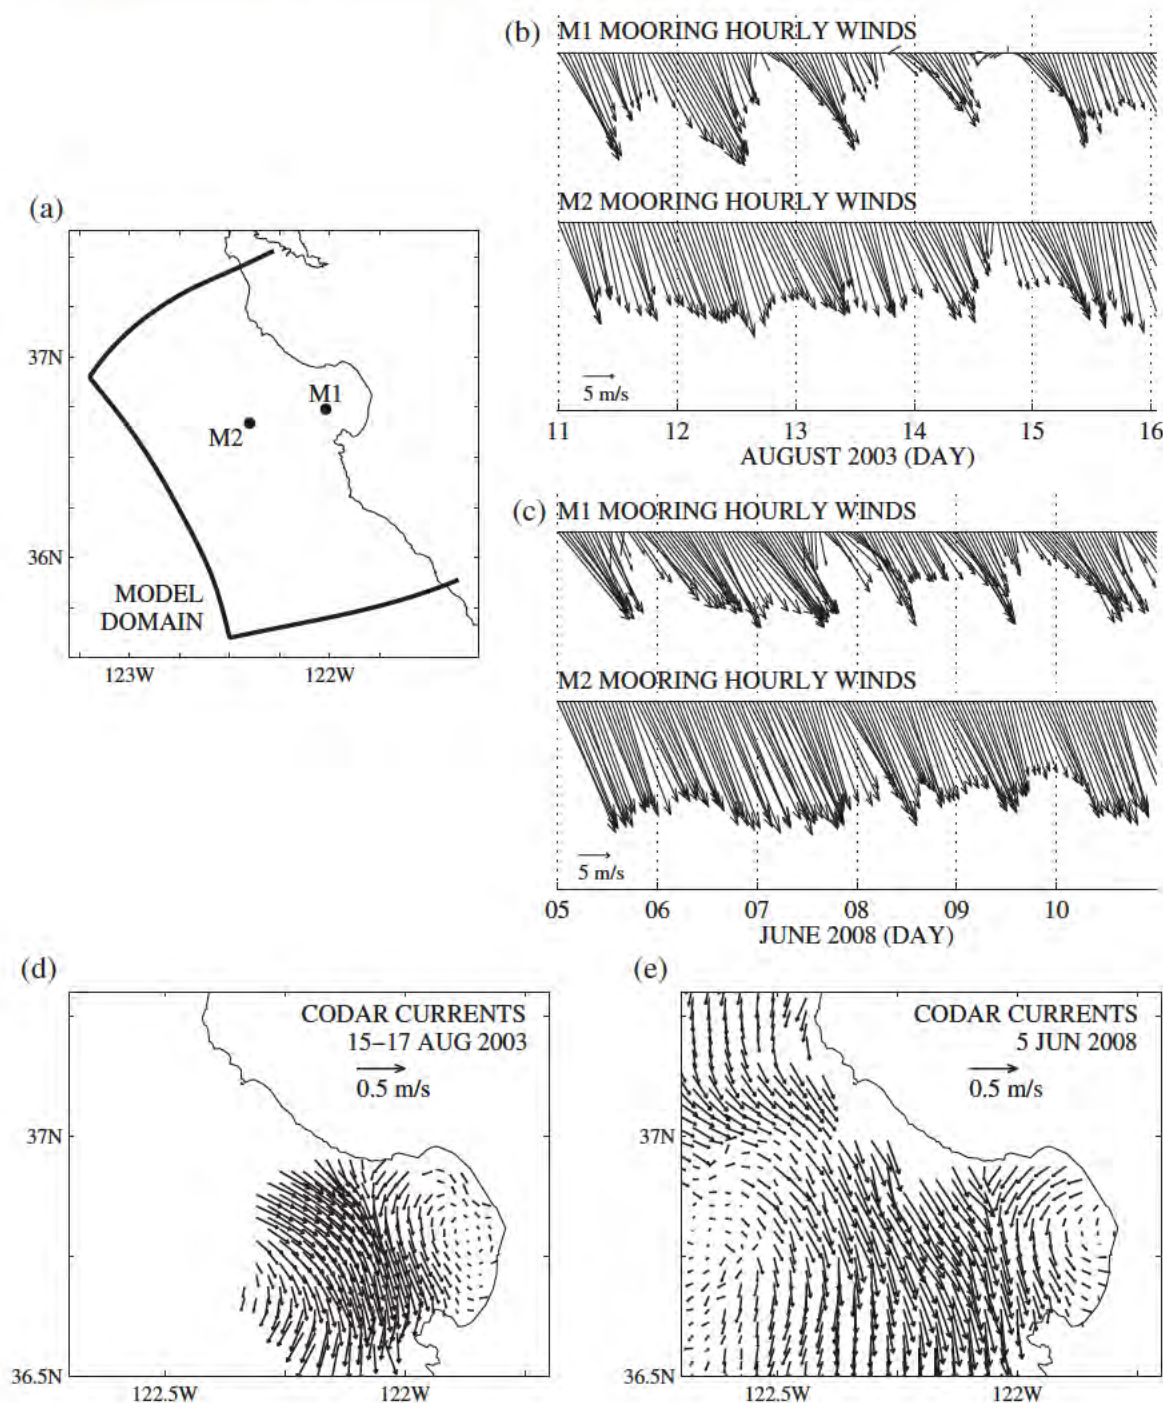 (a)
37N
36N
M1
M2
MODEL
DOMAIN
123W
122W
(b)
M1 MOORING HOURLY WINDS
M2 MOORING HOURLY WINDS
5 m/s
11
12
13
14
15
16
AUGUST 2003 (DAY)
(c)
M1 MOORING HOURLY WINDS
M2 MOORING HOURLY WINDS
5 m/s
05
06
07
08
09
10
JUNE 2008 (DAY)
(d)
CODAR CURRENTS
15–17 AUG 2003
0.5 m/s
37N
36.5N
122.5W
122W
(e)
CODAR CURRENTS
5 JUN 2008
0.5 m/s
37N
36.5N
122.5W
122W